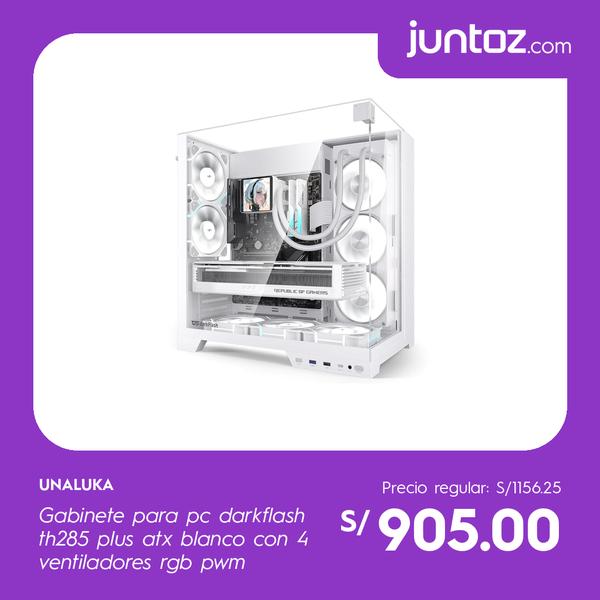 juntoz.com
REPUBLIC OF GAMERS
darkFlash
UNALUKA
Gabinete para pc darkflash
th285 plus atx blanco con 4
ventiladores rgb pwm
Precio regular: S/1156.25
S/905.00